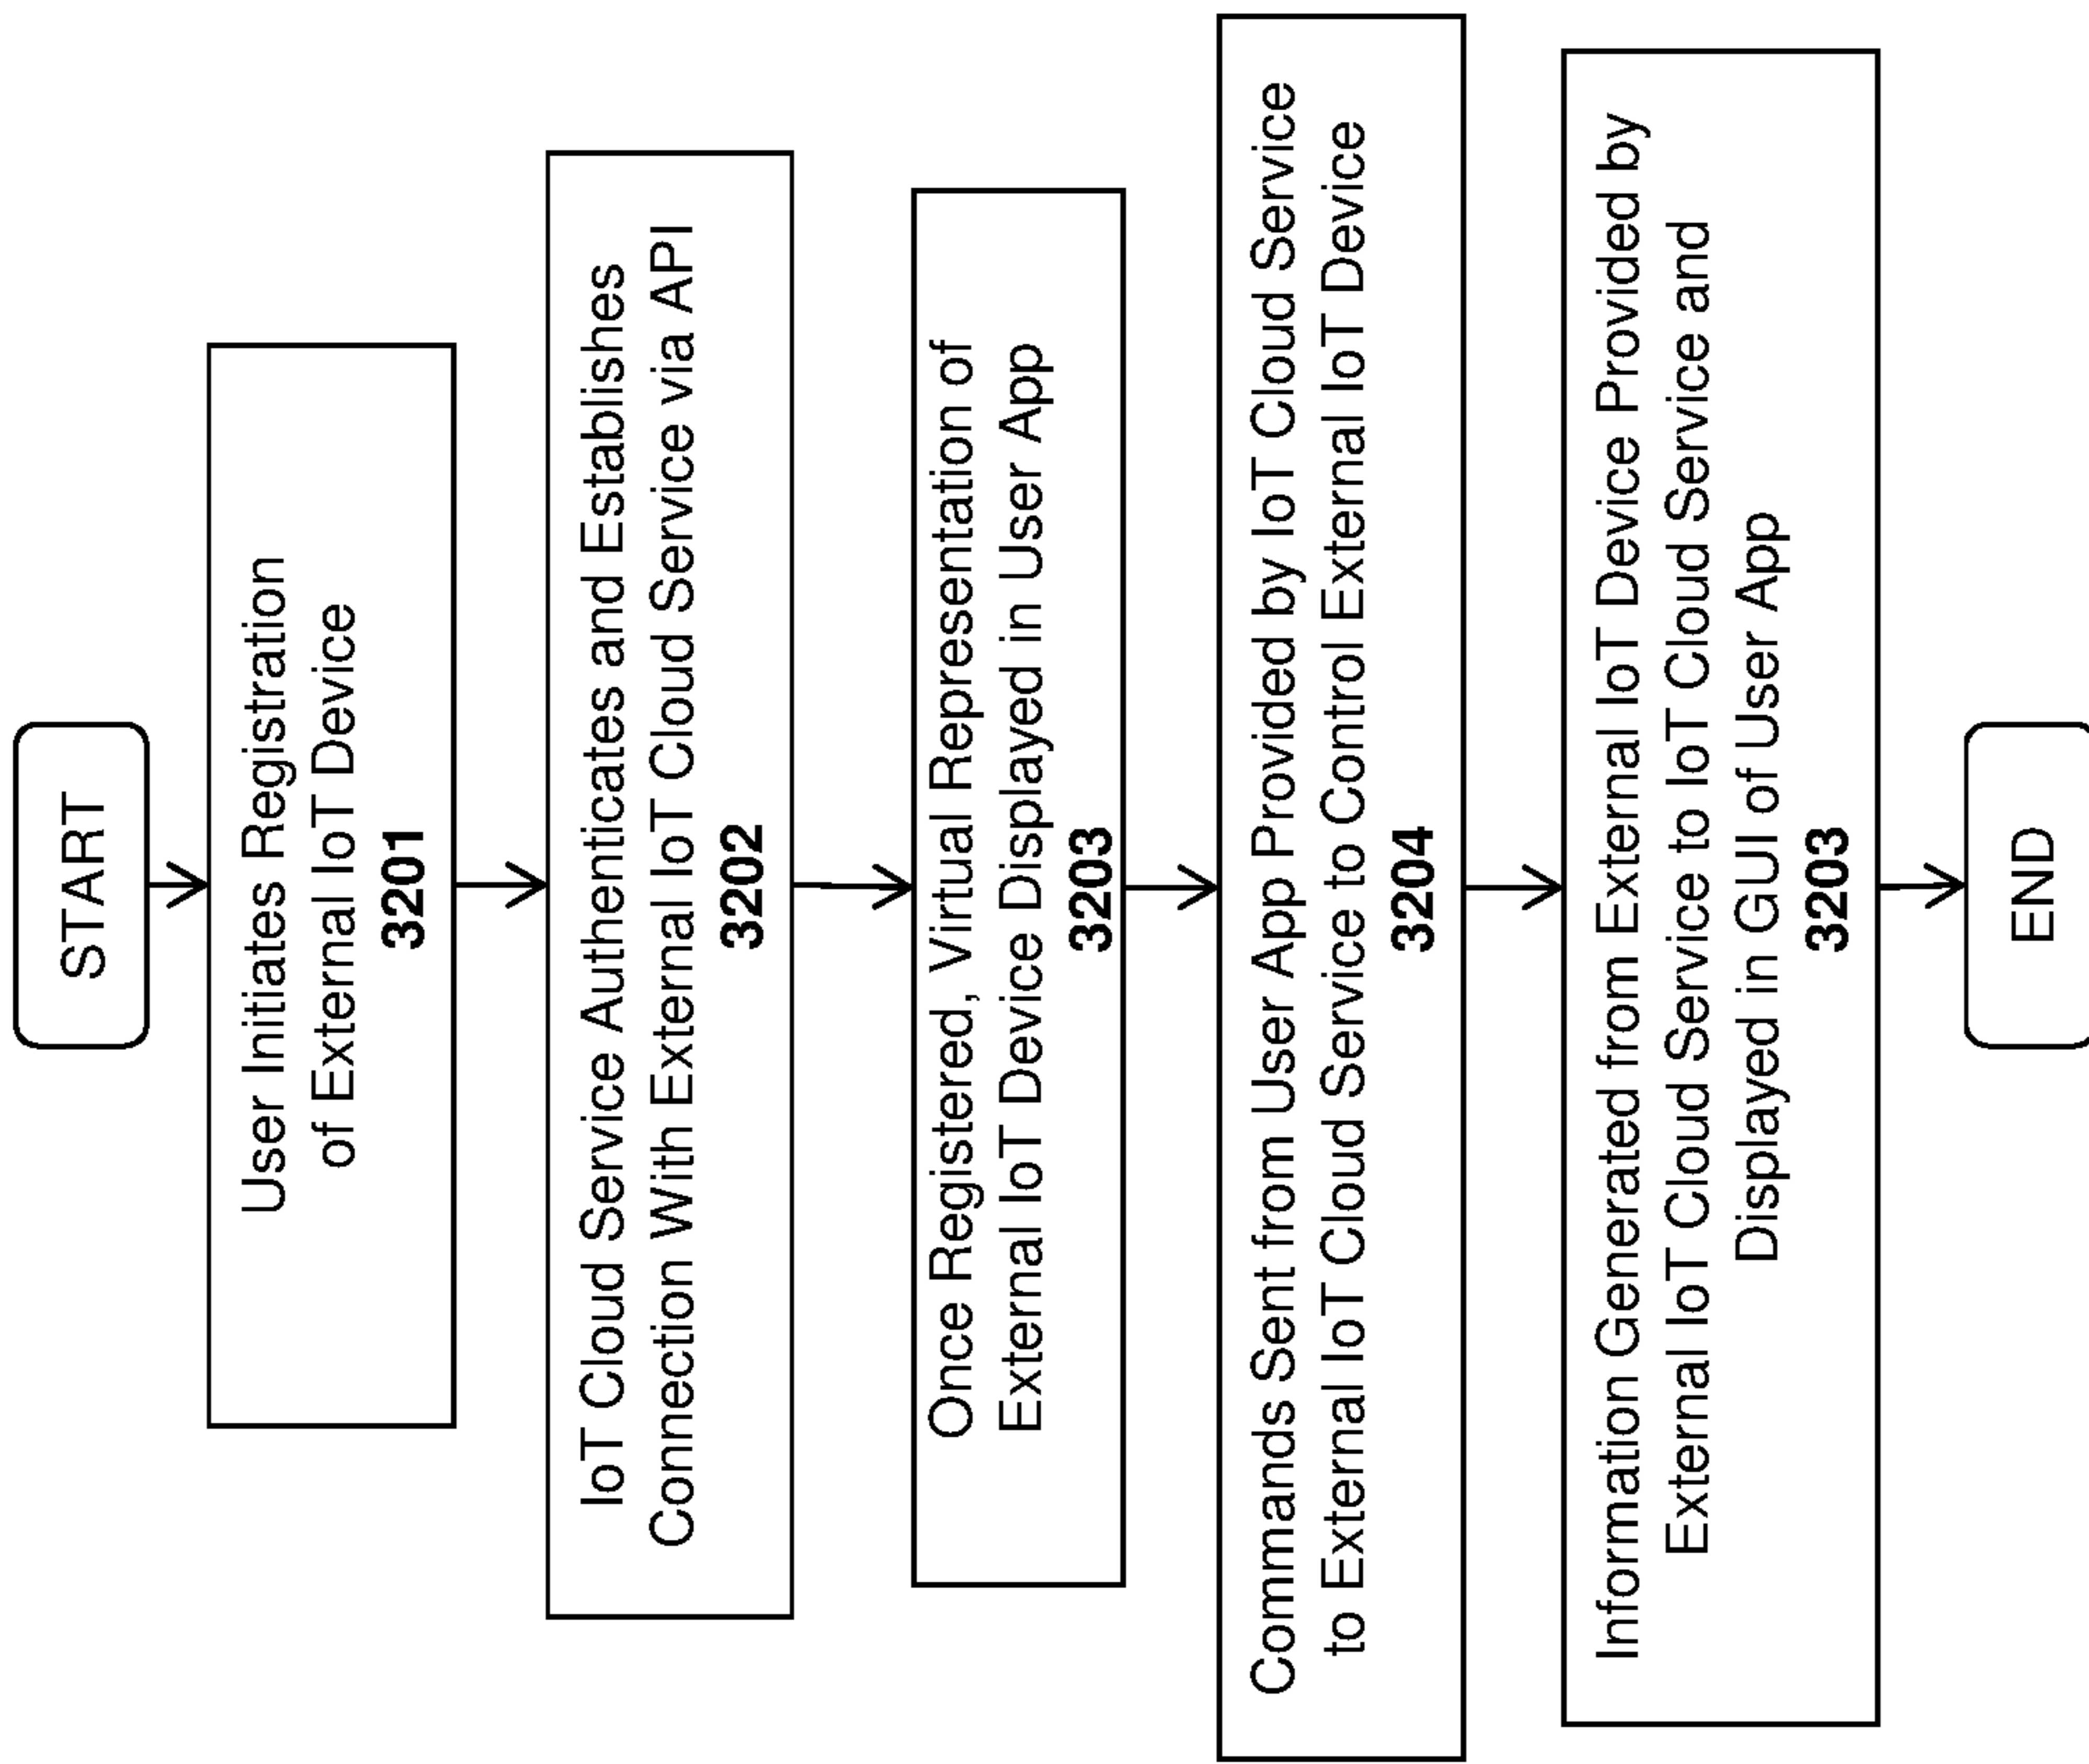 START
User Initiates Registration
of External IoT Device
3201
IoT Cloud Service Authenticates and Establishes
Connection With External IoT Cloud Service via API
3202
Once Registered, Virtual Representation of
External IoT Device Displayed in User App
3203
Commands Sent from User App Provided by IoT Cloud Service
to External IoT Cloud Service to Control External IoT Device
3204
Information Generated from External IoT Device Provided by
External IoT Cloud Service to IoT Cloud Service and
Displayed in GUI of User App
3203
END